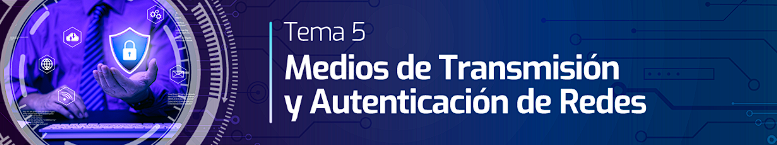 Tema 5
Medios de Transmisión
y Autenticación de Redes